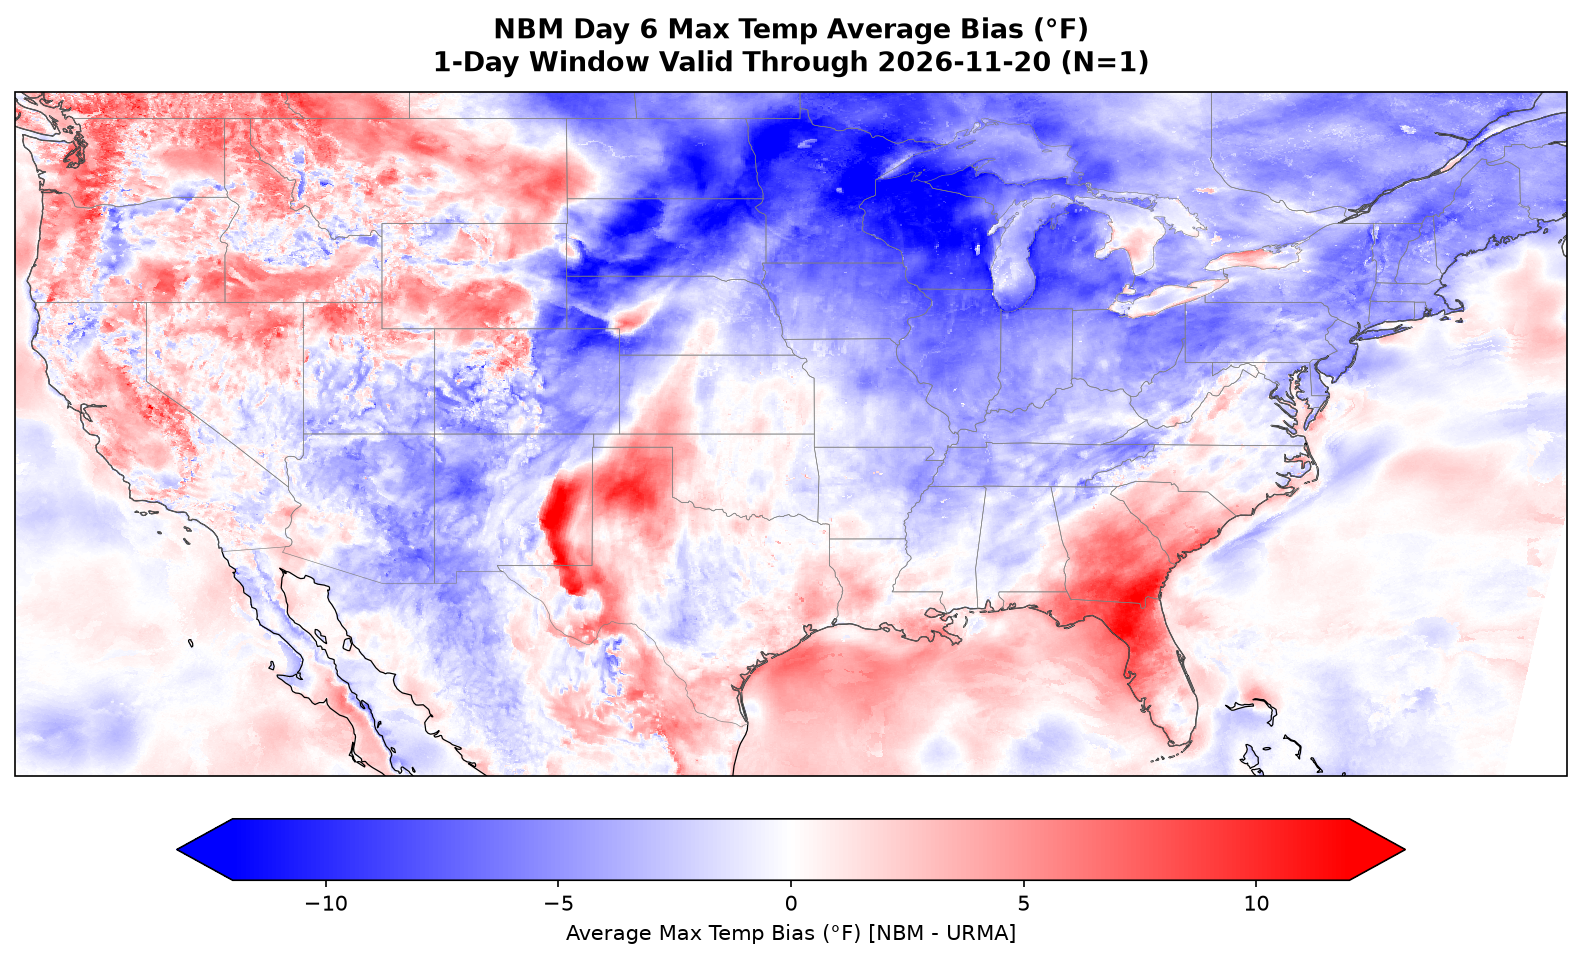 NBM Day 6 Max Temp Average Bias (°F)
1-Day Window Valid Through 2026-11-20 (N=1)
−10 −5 0 5 10
Average Max Temp Bias (°F) [NBM - URMA]